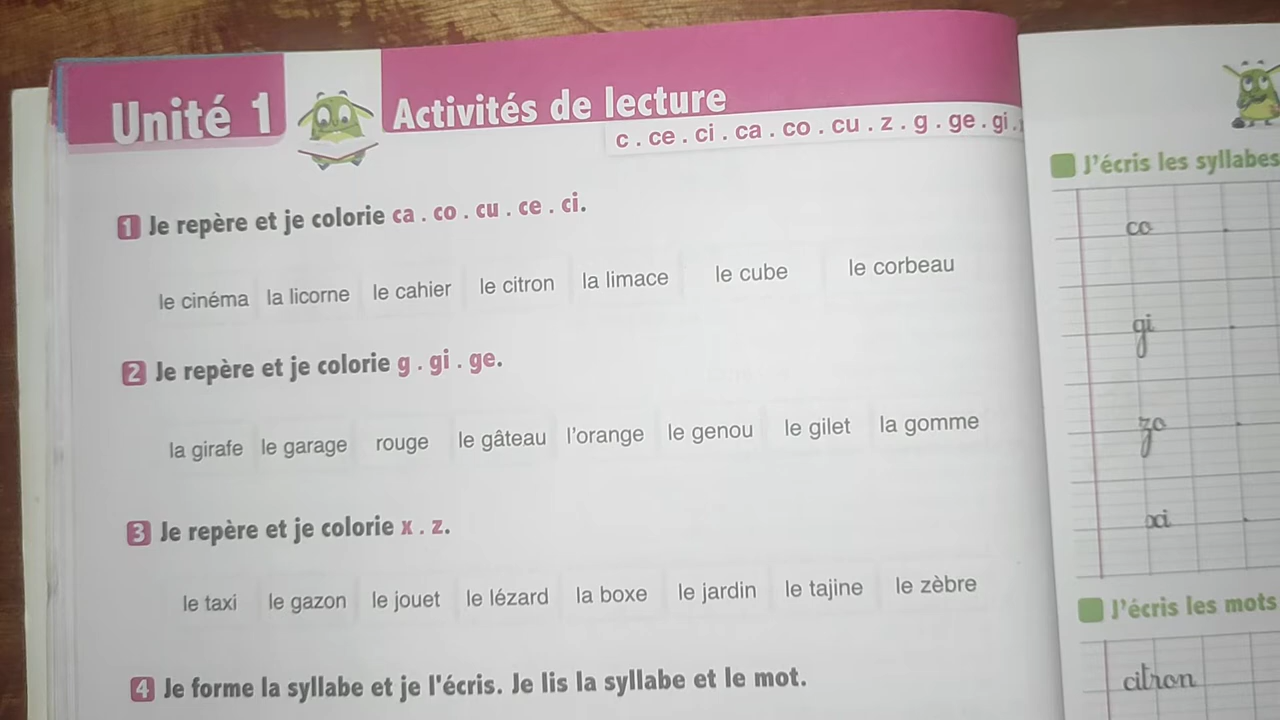 Unité 1
Activités de lecture
c . ce . ci . ca . co . cu . z . g . ge . gi .
1 Je repère et je colorie ca . co . cu . ce . ci.
le cinéma la licorne le cahier le citron la limace le cube le corbeau
2 Je repère et je colorie g . gi . ge.
la girafe le garage rouge le gâteau l'orange le genou le gilet la gomme
3 Je repère et je colorie x . z.
le taxi le gazon le jouet le lézard la boxe le jardin le tajine le zèbre
4 Je forme la syllabe et je l'écris. Je lis la syllabe et le mot.
J'écris les syllabes
co
gi
zo
xi
J'écris les mots
citron